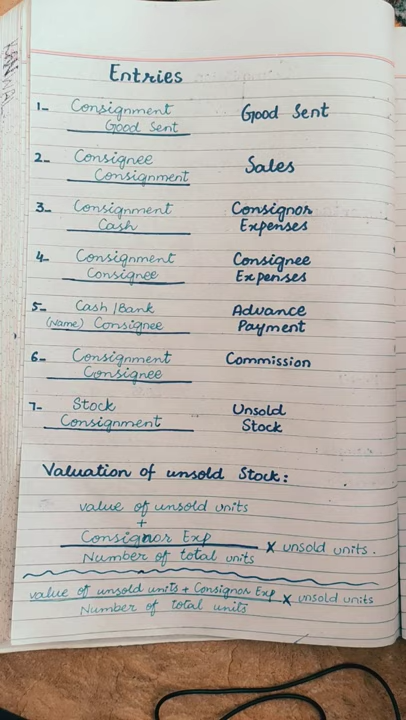 Entries
1- Consignment Good Sent
Good Sent
2- Consignee Sales
Consignment
3- Consignment Consignor
Cash Expenses
4- Consignment Consignee
Consignee Expenses
5- Cash/Bank Advance
(Name) Consignee Payment
6- Consignment Commission
Consignee
7- Stock Unsold
Consignment Stock
Valuation of unsold Stock:
value of unsold units
+
Consignor Exp
Number of total units × unsold units.
value of unsold units + Consignor Exp × unsold units
Number of total units